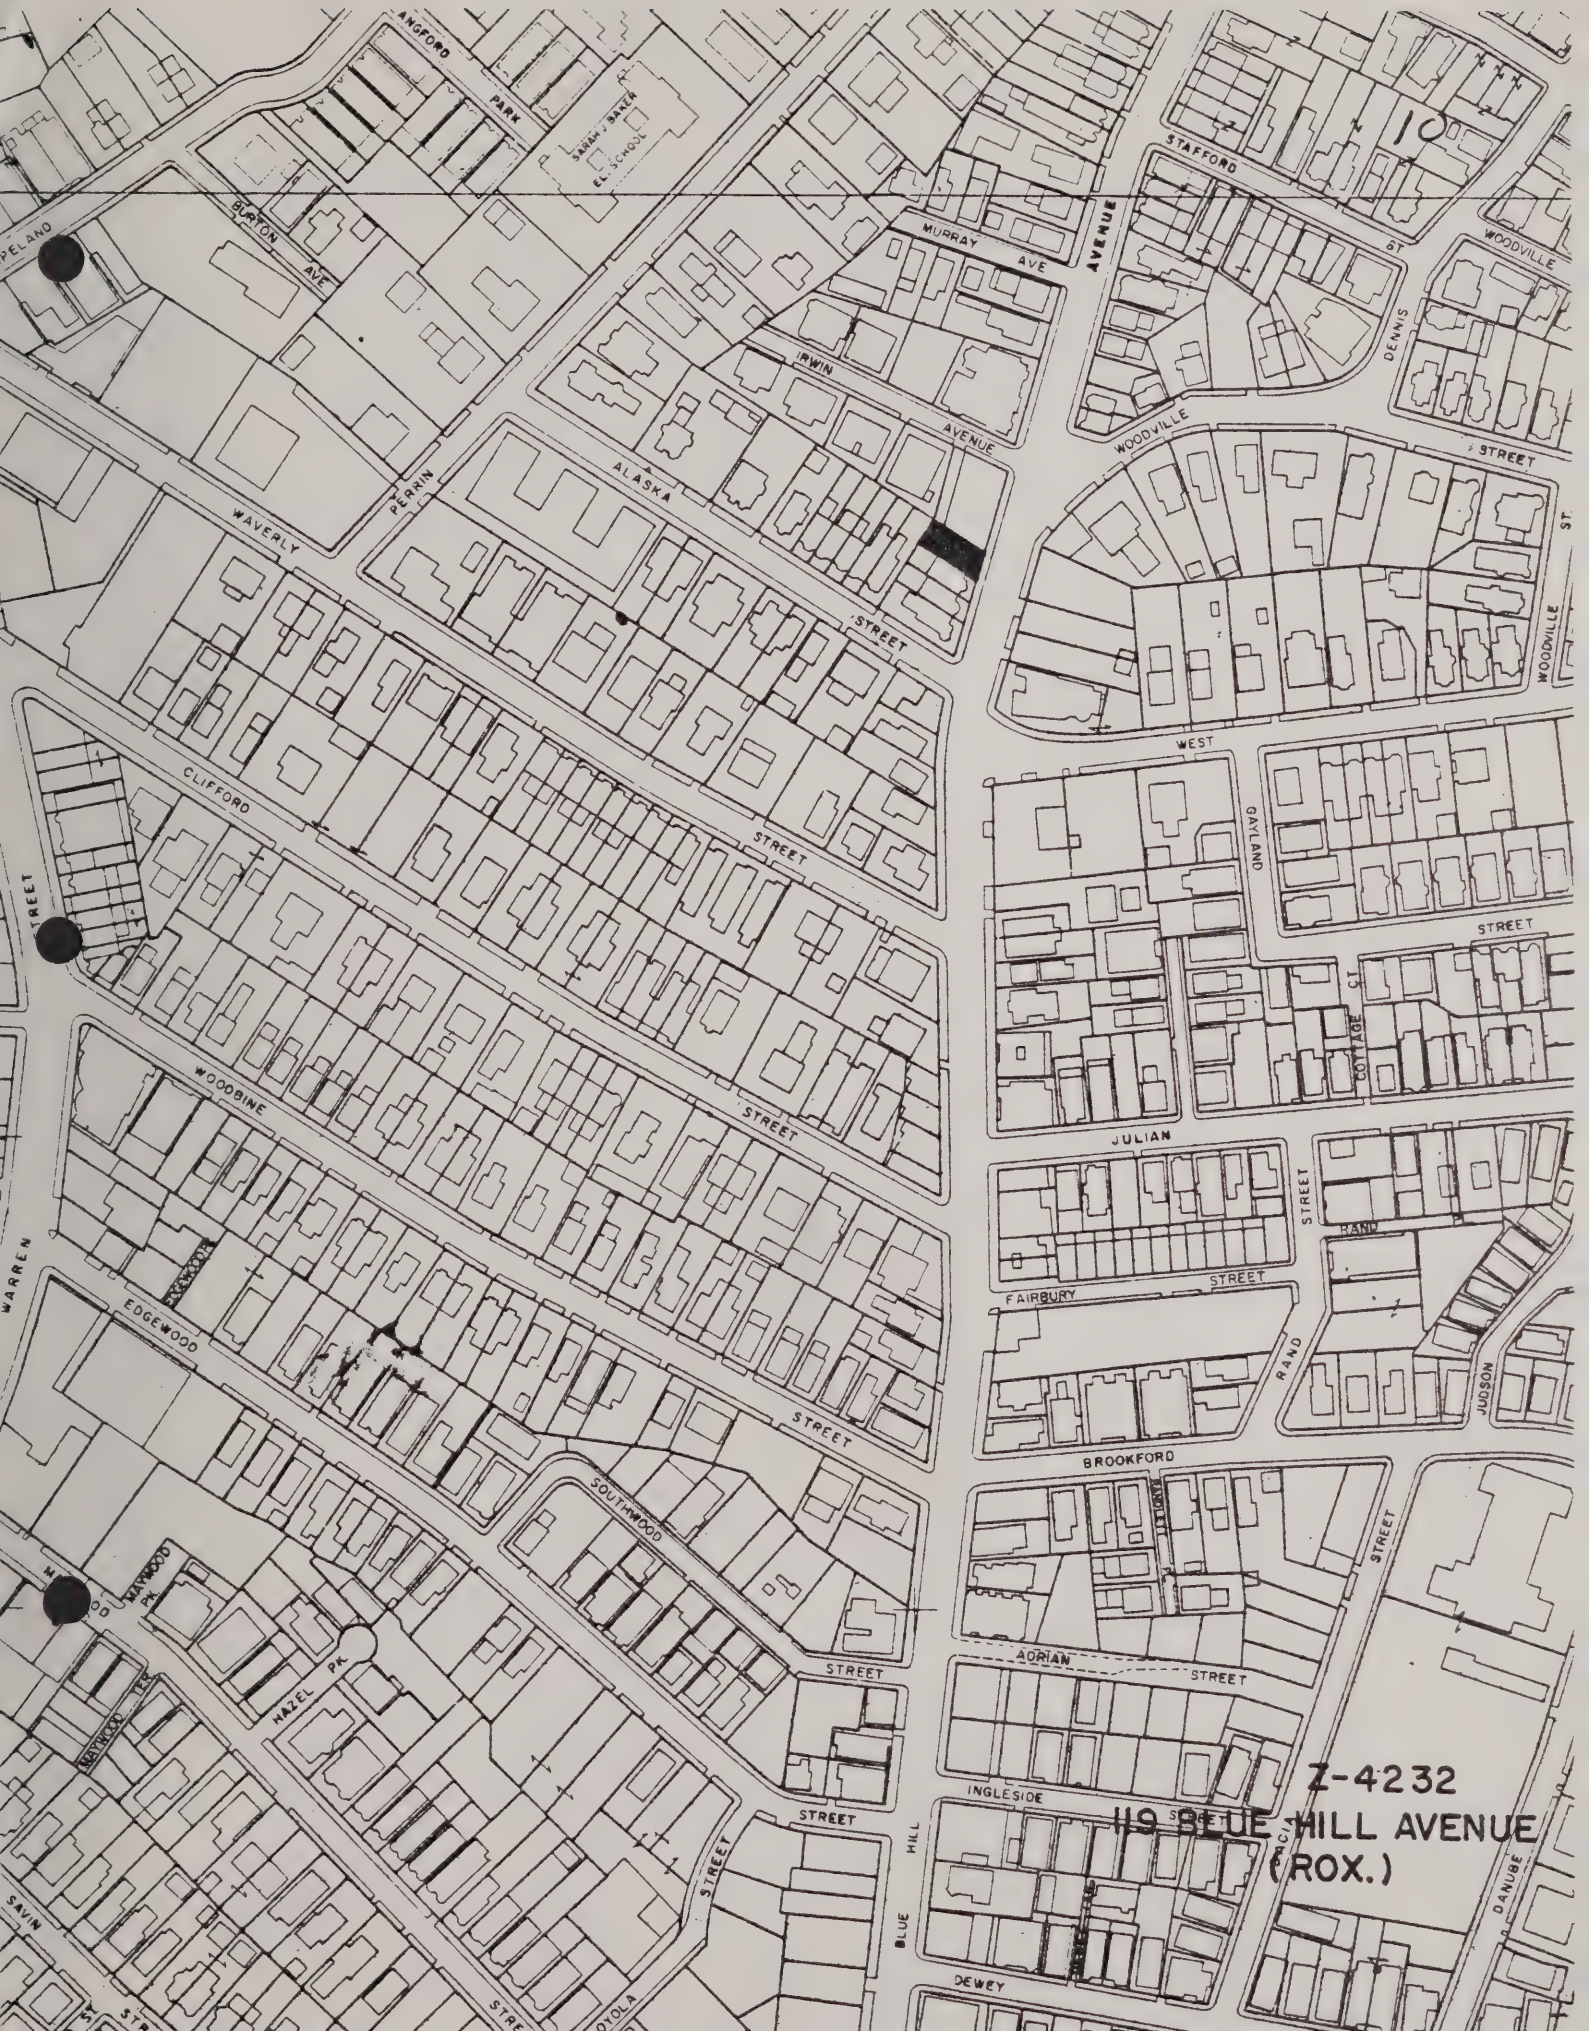 PARK
SARAH J BAKER
EL. SCHOOL
10
STAFFORD
ST.
BURTON
AVE
MURRAY
AVE
AVENUE
WOODVILLE
DENNIS
IRWIN
AVENUE
WOODVILLE
STREET
ALASKA
STREET
PERRIN
WAVERLY
STREET
ST.
WOODVILLE
WEST
STREET
GAYLAND
CLIFFORD
STREET
STREET
COTTAGE CT
JULIAN
STREET
RAND
WOODBINE
STREET
FAIRBURY
STREET
RAND
JUDSON
WARREN
EDGEWOOD
STREET
BROOKFORD
STREET
SOUTHWOOD
STREET
MAYWOOD
PK.
HAZEL PK.
MAYWOOD TER
ADRIAN
STREET
INGLESIDE
STREET
Z-4232
119 BLUE HILL AVENUE
(ROX.)
STREET
BLUE
HILL
DANUBE
DEWEY
SAVIN
ST.